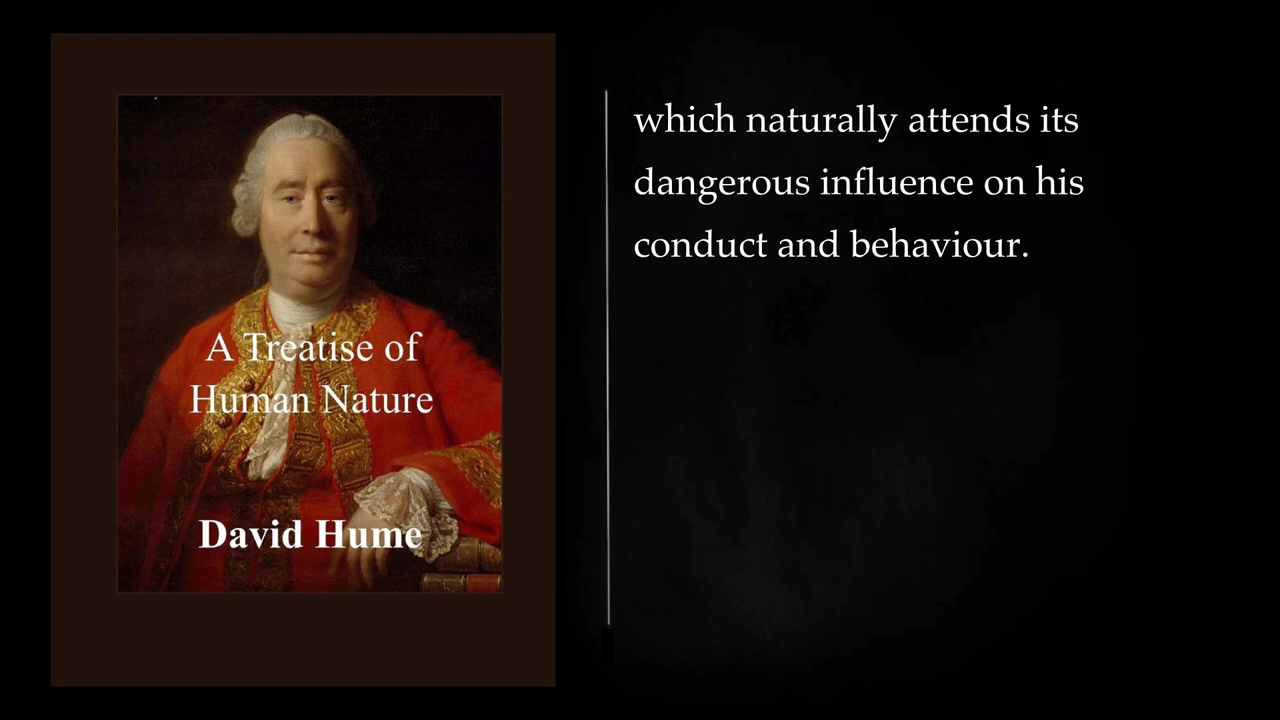 A Treatise of
Human Nature
David Hume
which naturally attends its
dangerous influence on his
conduct and behaviour.